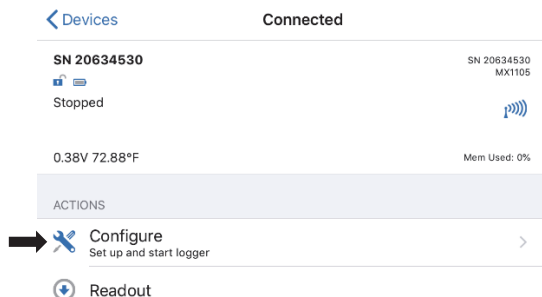 Devices
Connected
SN 20634530
SN 20634530
MX1105
Stopped
0.38V 72.88°F
Mem Used: 0%
ACTIONS
Configure
Set up and start logger
Readout